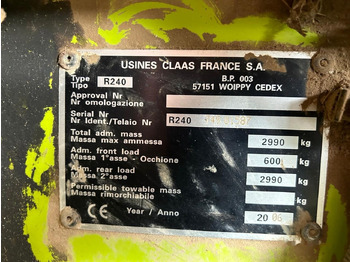 USINES CLAAS FRANCE S.A.
B.P. 003
57151 WOIPPY CEDEX
Type
Tipo
R240
Approval Nr
Nr omologazione
Serial Nr
Nr Ident./Telaio Nr
R240
Total adm. mass
Massa max ammessa
2990 kg
Adm. front load
Massa 1°asse - Occhione
600 kg
Adm. rear load
Massa 2°asse
2990 kg
Permissible towable mass
Massa rimorchiabile
kg
CE
Year / Anno
20